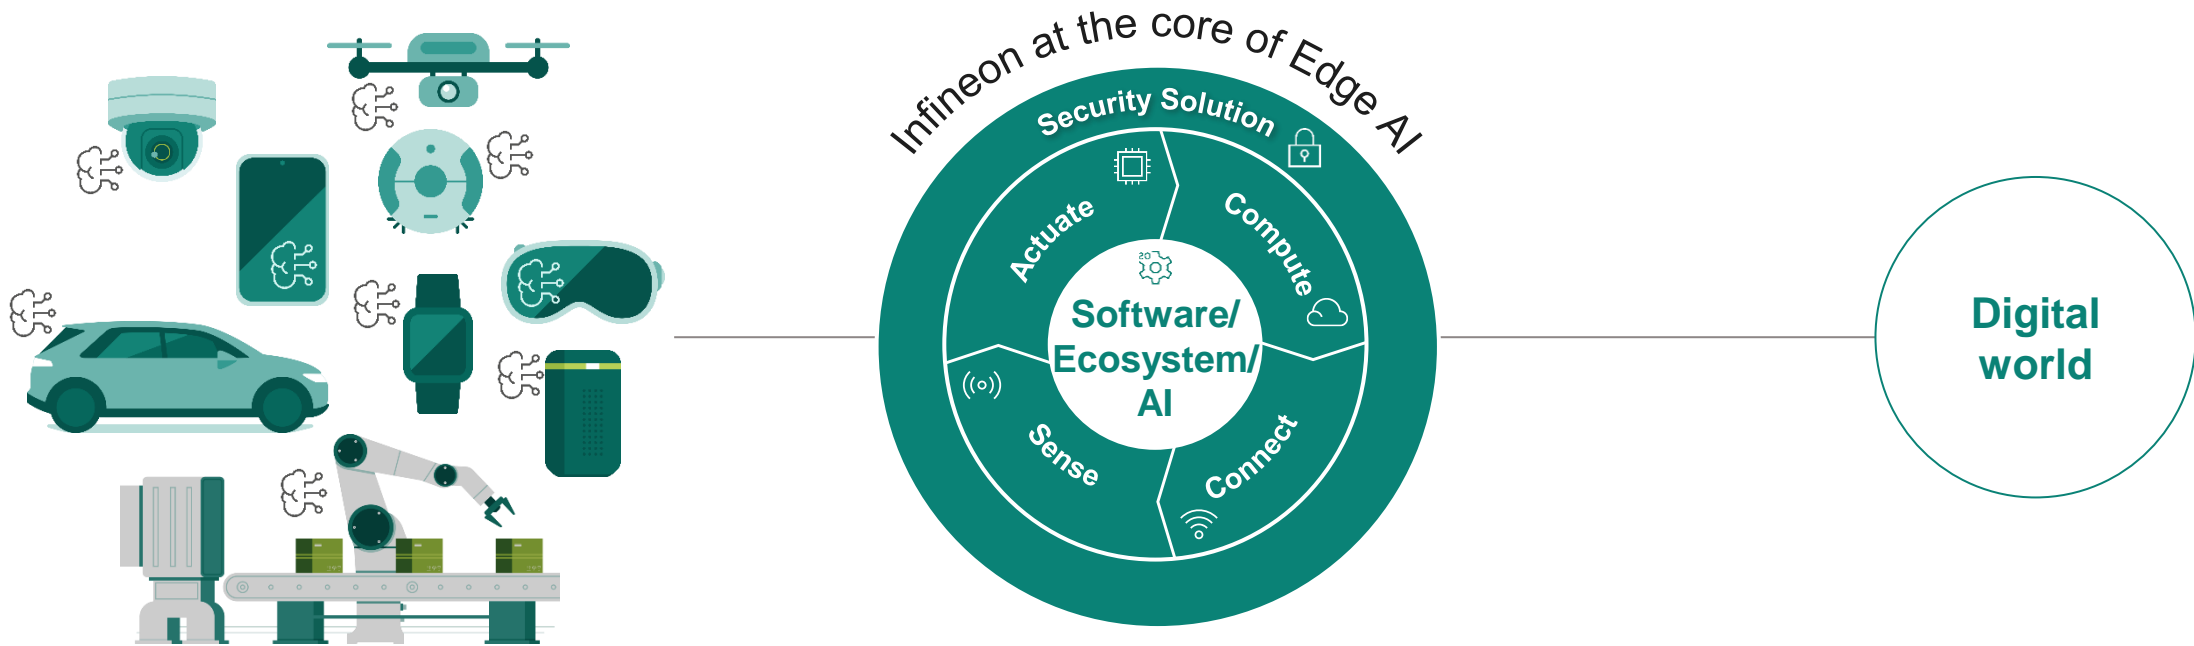 Infineon at the core of Edge AI
Security Solution
Actuate
Compute
Software/
Ecosystem/
AI
Sense
Connect
Digital
world